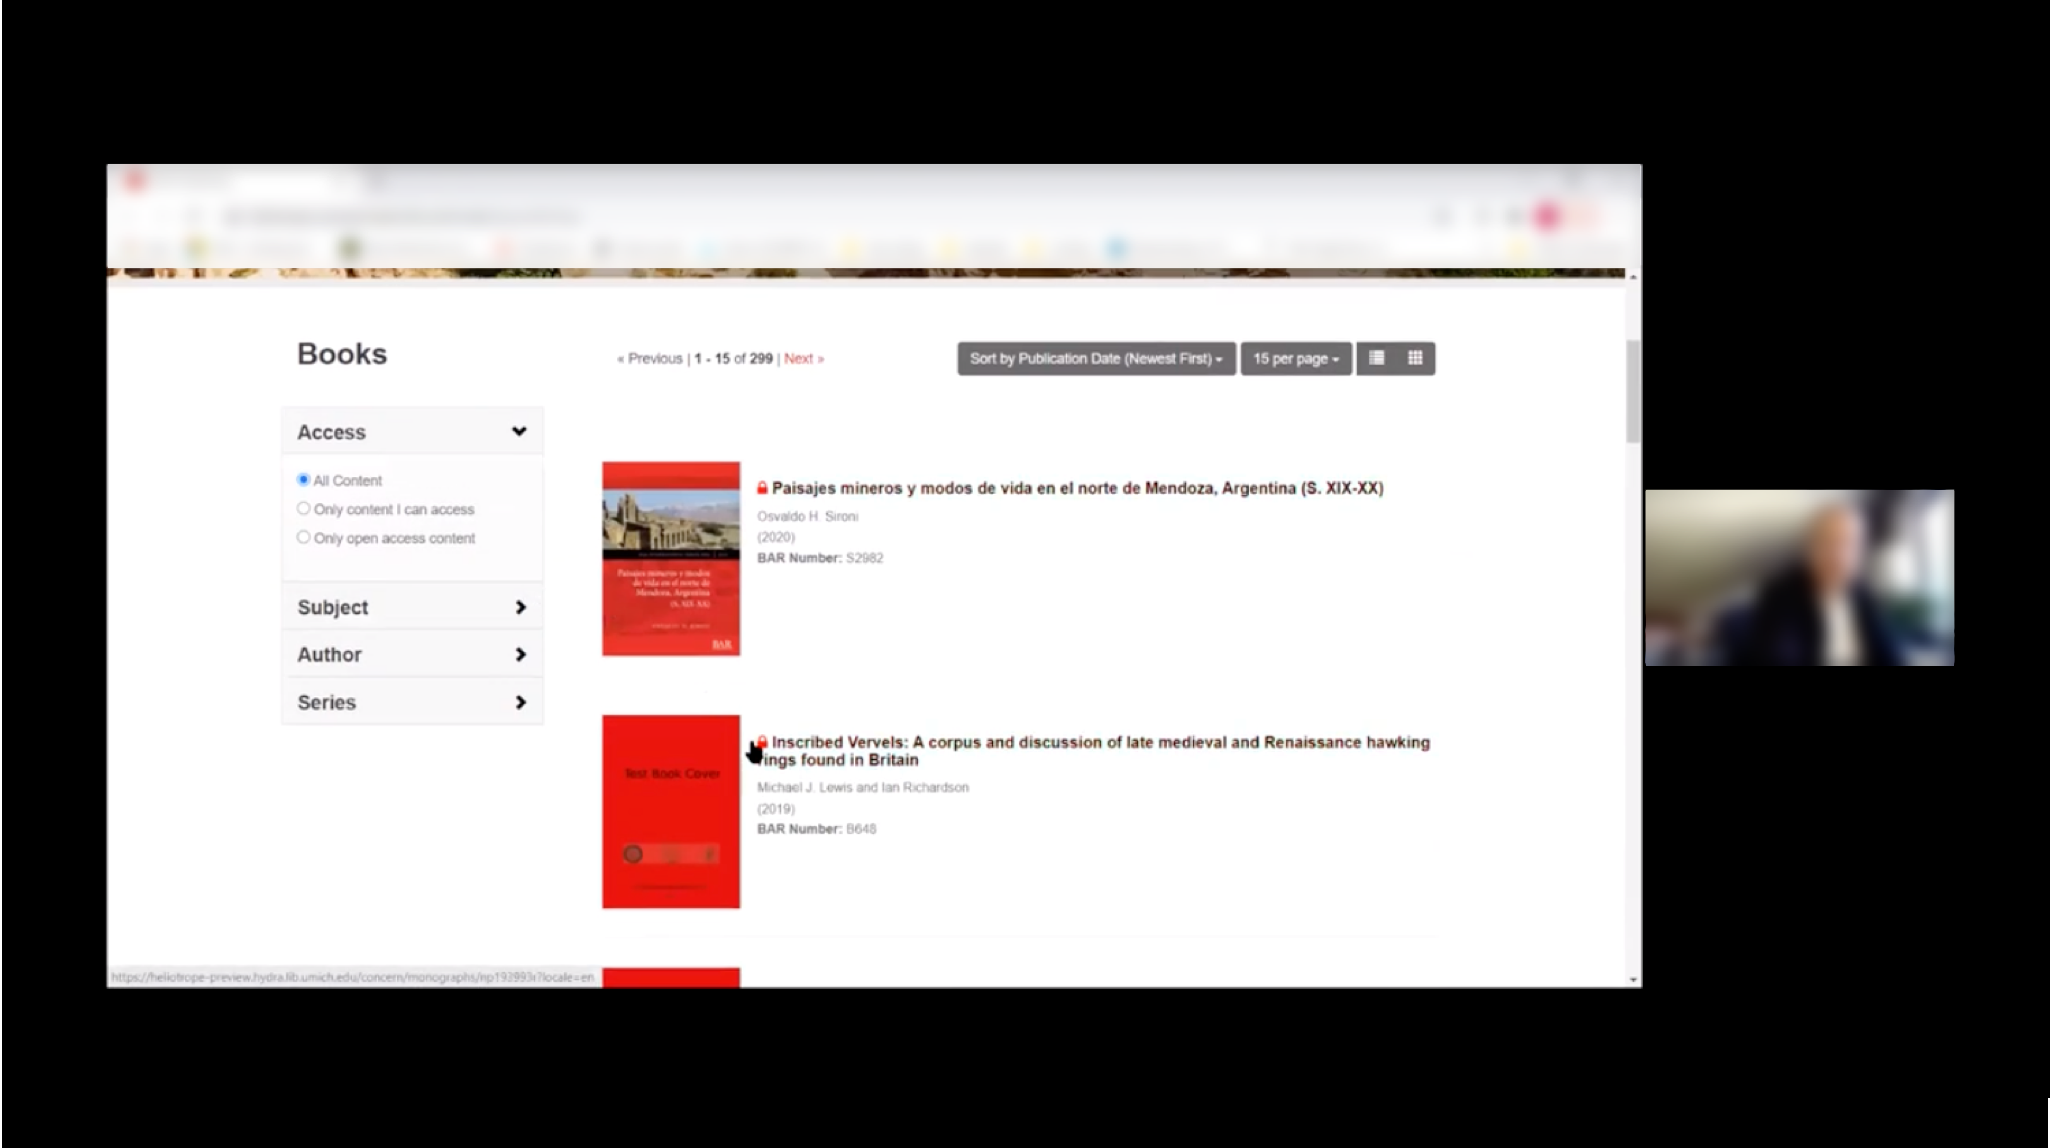 Books
« Previous | 1 - 15 of 299 | Next »
Sort by Publication Date (Newest First)
15 per page
Access
All Content
Only content I can access
Only open access content
Subject
Author
Series
Paisajes mineros y modos de vida en el norte de Mendoza, Argentina (S. XIX-XX)
Osvaldo H. Sironi
(2020)
BAR Number: S2982
Paisajes mineros y modos
de vida en el norte de
Mendoza, Argentina
(S. XIX-XX)
BAR
Inscribed Vervels: A corpus and discussion of late medieval and Renaissance hawking
rings found in Britain
Michael J. Lewis and Ian Richardson
(2019)
BAR Number: B648
Test Book Cover
https://heliotrope-preview.hydra.lib.umich.edu/concern/monographs/np193993r?locale=en